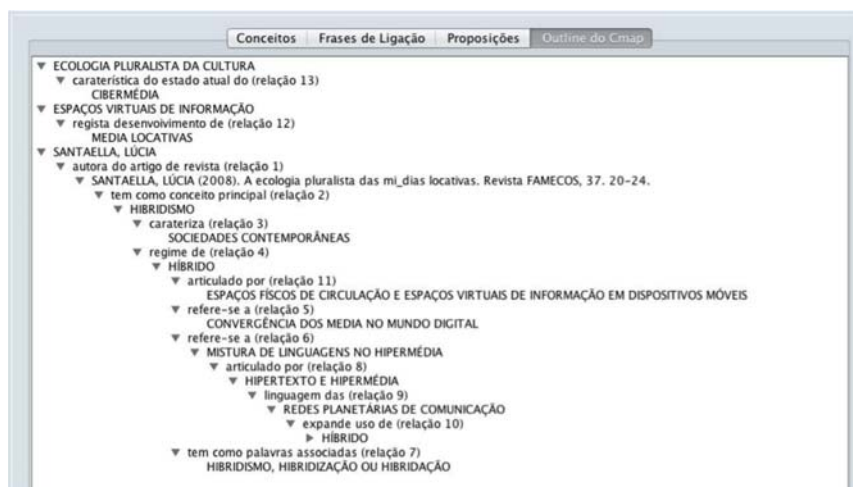 Conceitos Frases de Ligação Proposições Outline do Cmap
ECOLOGIA PLURALISTA DA CULTURA
caraterística do estado atual do (relação 13)
CIBERMÉDIA
ESPAÇOS VIRTUAIS DE INFORMAÇÃO
regista desenvoivimento de (relação 12)
MEDIA LOCATIVAS
SANTAELLA, LÚCIA
autora do artigo de revista (relação 1)
SANTAELLA, LÚCIA (2008). A ecologia pluralista das mi_dias locativas. Revista FAMECOS, 37. 20-24.
tem como conceito principal (relação 2)
HIBRIDISMO
carateriza (relação 3)
SOCIEDADES CONTEMPORÂNEAS
regime de (relação 4)
HÍBRIDO
articulado por (relação 11)
ESPAÇOS FÍSCOS DE CIRCULAÇÃO E ESPAÇOS VIRTUAIS DE INFORMAÇÃO EM DISPOSITIVOS MÓVEIS
refere-se a (relação 5)
CONVERGÊNCIA DOS MEDIA NO MUNDO DIGITAL
refere-se a (relação 6)
MISTURA DE LINGUAGENS NO HIPERMÉDIA
articulado por (relação 8)
HIPERTEXTO E HIPERMÉDIA
linguagem das (relação 9)
REDES PLANETÁRIAS DE COMUNICAÇÃO
expande uso de (relação 10)
HÍBRIDO
tem como palavras associadas (relação 7)
HIBRIDISMO, HIBRIDIZAÇÃO OU HIBRIDAÇÃO